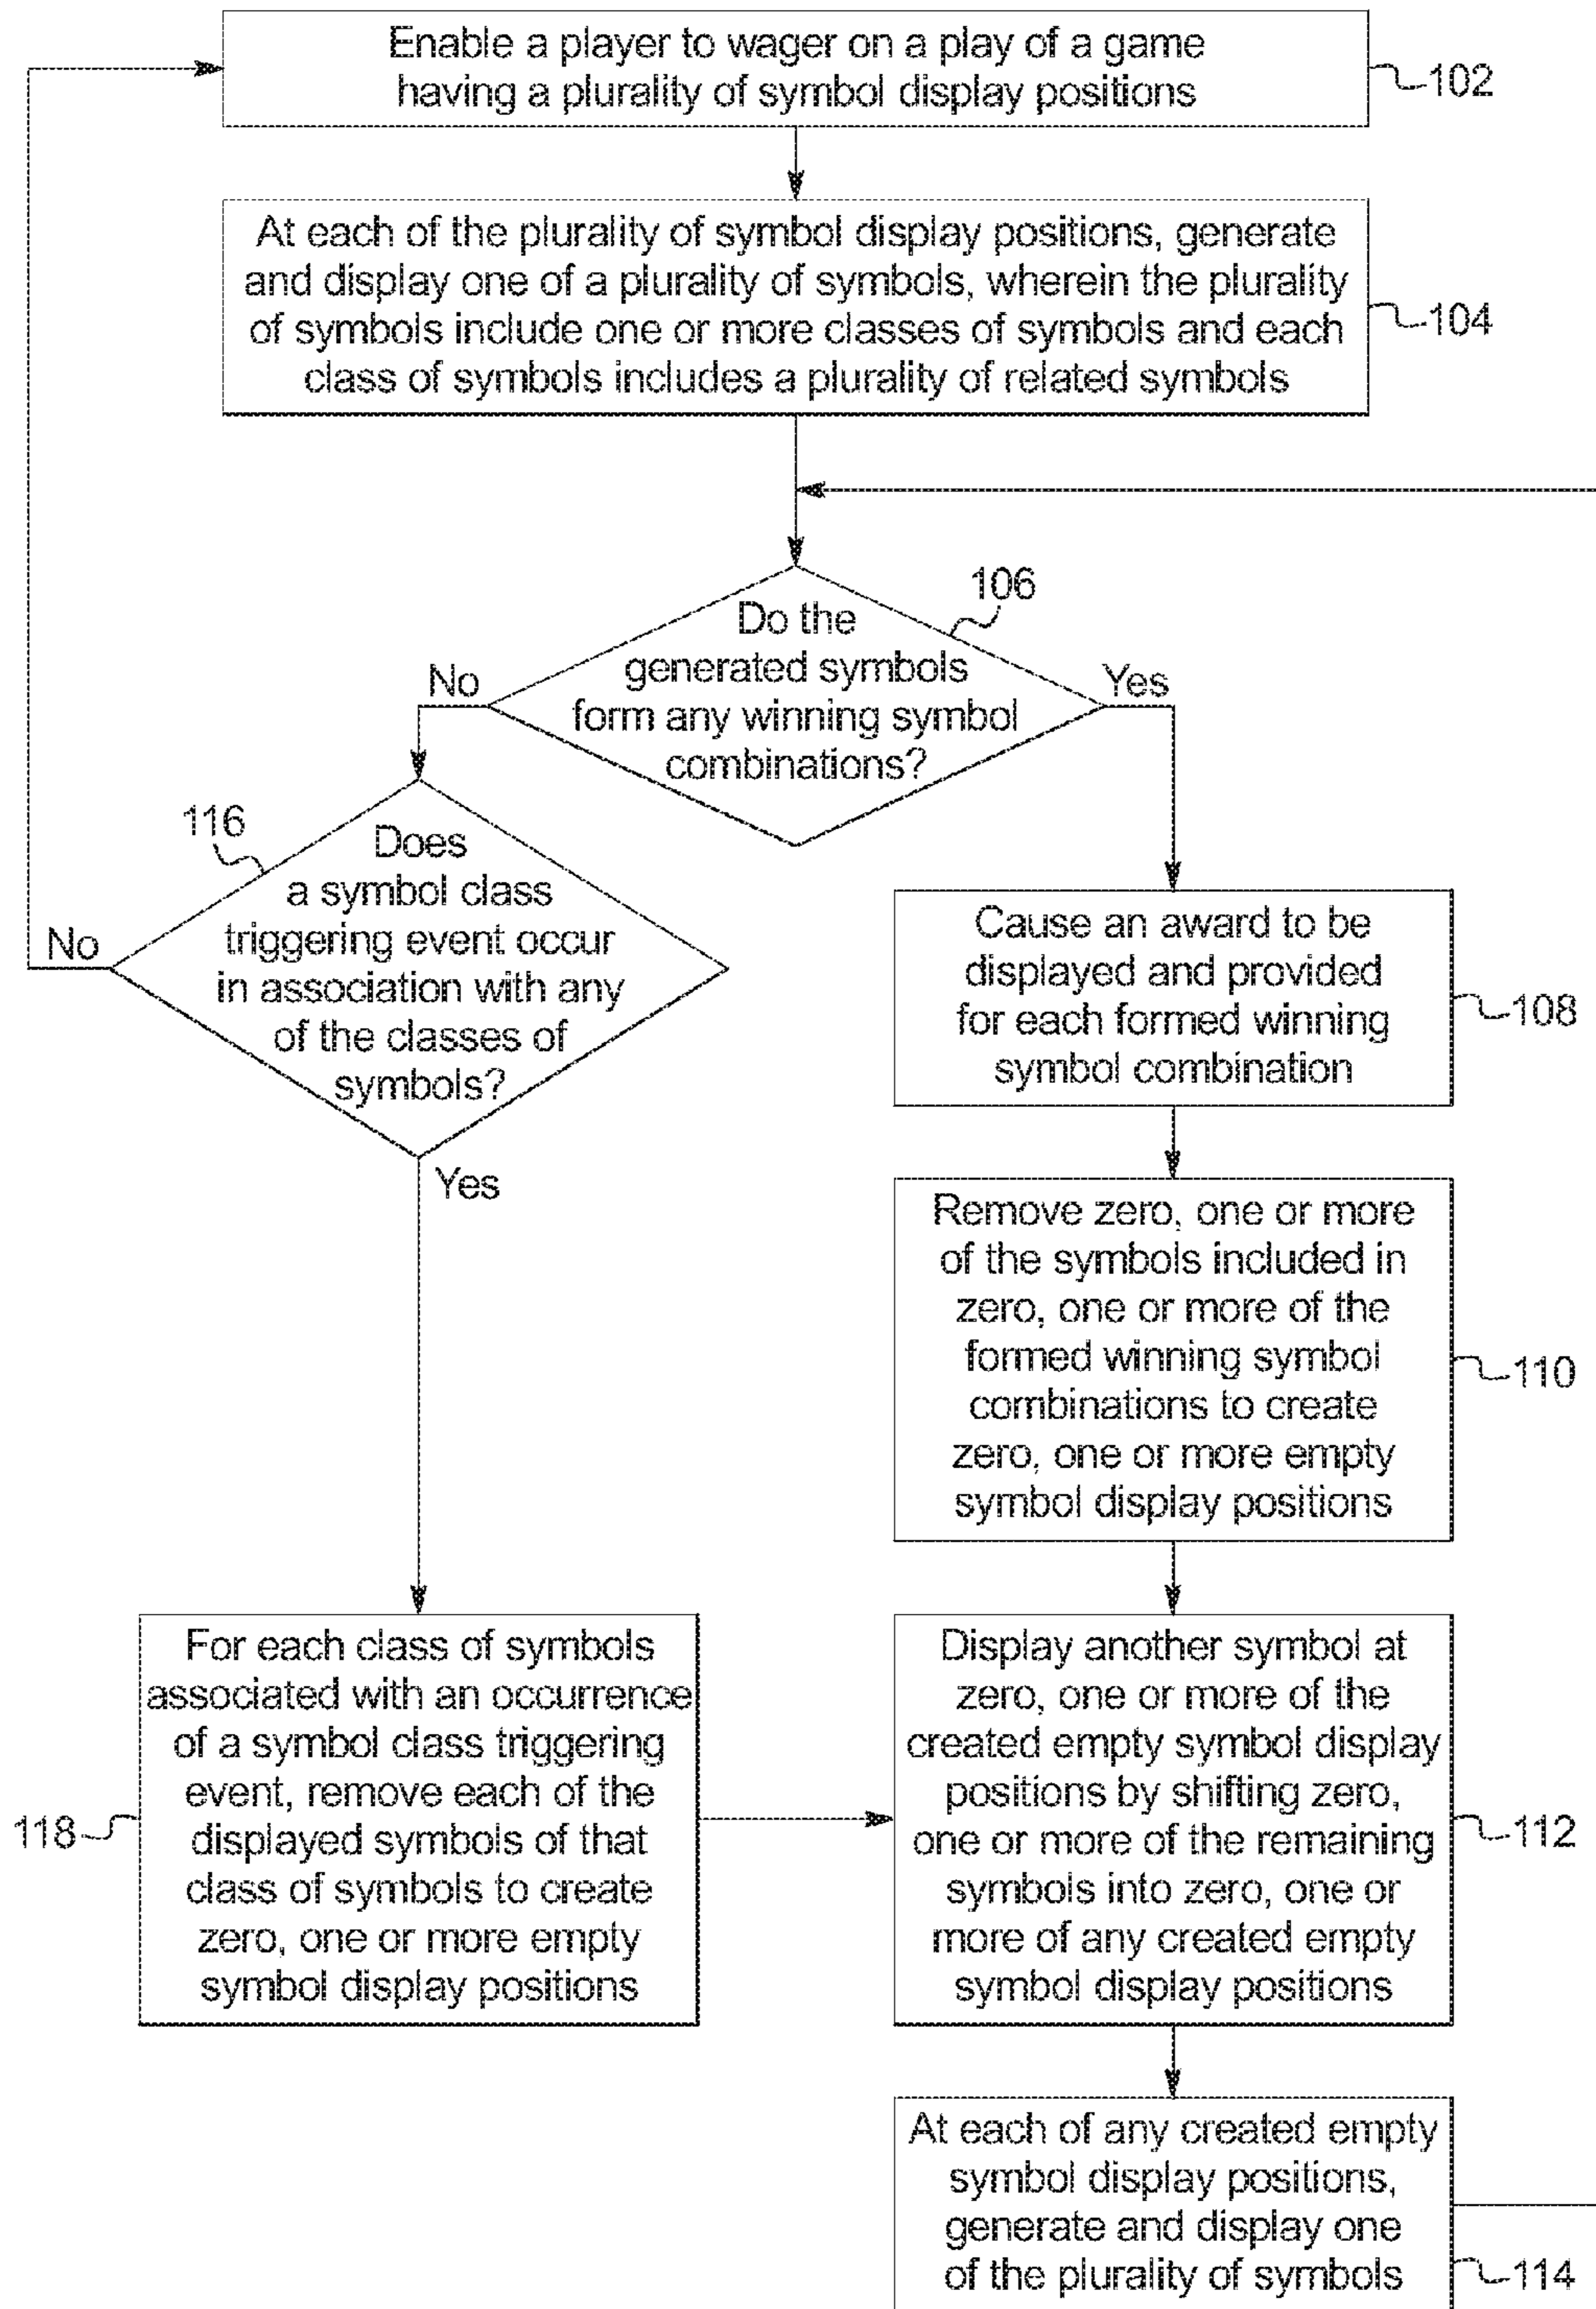 Enable a player to wager on a play of a game
having a plurality of symbol display positions
102
At each of the plurality of symbol display positions, generate
and display one of a plurality of symbols, wherein the plurality
of symbols include one or more classes of symbols and each
class of symbols includes a plurality of related symbols
104
106
Do the
generated symbols
form any winning symbol
combinations?
No
Yes
116
Does
a symbol class
triggering event occur
in association with any
of the classes of
symbols?
No
Yes
Cause an award to be
displayed and provided
for each formed winning
symbol combination
108
Remove zero, one or more
of the symbols included in
zero, one or more of the
formed winning symbol
combinations to create
zero, one or more empty
symbol display positions
110
For each class of symbols
associated with an occurrence
of a symbol class triggering
event, remove each of the
displayed symbols of that
class of symbols to create
zero, one or more empty
symbol display positions
118
Display another symbol at
zero, one or more of the
created empty symbol display
positions by shifting zero,
one or more of the remaining
symbols into zero, one or
more of any created empty
symbol display positions
112
At each of any created empty
symbol display positions,
generate and display one
of the plurality of symbols
114